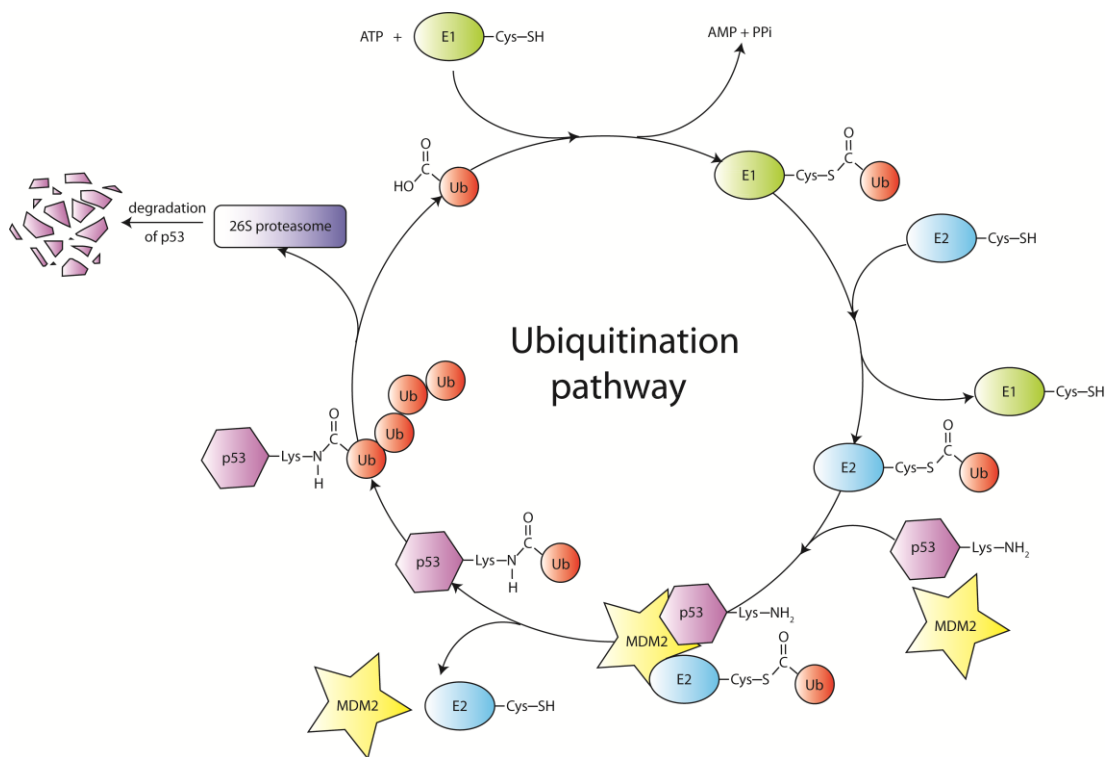 ATP + E1 Cys–SH
AMP + PPi
O
C
HO
Ub
E1 Cys–S
O
C
Ub
degradation
of p53
26S proteasome
E2 Cys–SH
Ubiquitination
pathway
E1 Cys–SH
Ub
Ub
Ub
Ub
O
C
p53 Lys–N
H
E2 Cys–S
O
C
Ub
p53 Lys–NH2
MDM2
O
C
p53 Lys–N
H
Ub
p53 Lys–NH2
MDM2
E2 Cys–S
O
C
Ub
MDM2
E2 Cys–SH